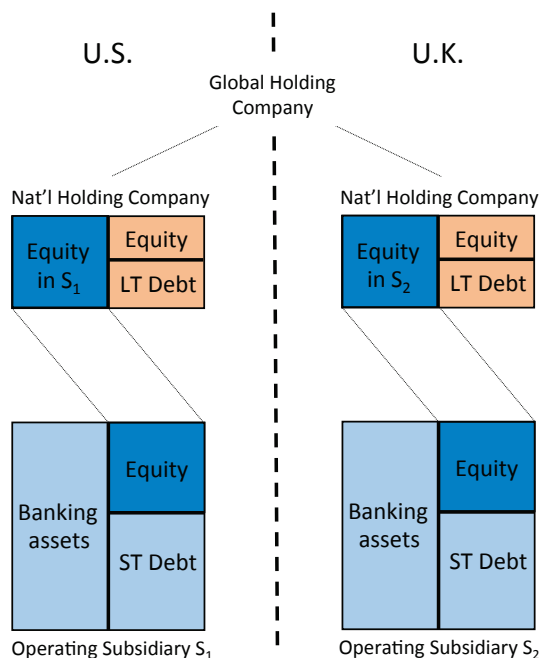 U.S.
U.K.
Global Holding
Company
Nat'l Holding Company
Equity
in S₁
Equity
LT Debt
Nat'l Holding Company
Equity
in S₂
Equity
LT Debt
Banking
assets
Equity
ST Debt
Operating Subsidiary S₁
Banking
assets
Equity
ST Debt
Operating Subsidiary S₂